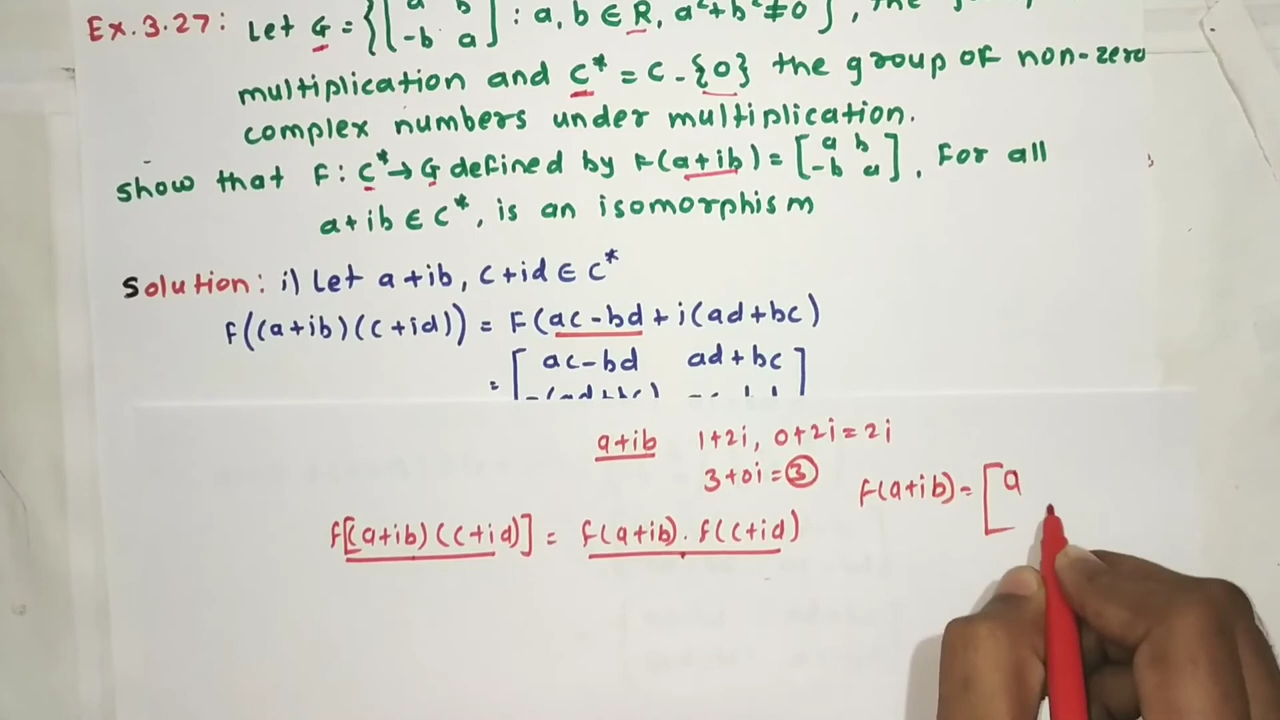 Ex.3.27: Let G = {[a b -b a] : a, b ∈ R, a²+b²≠0}, the
multiplication and C* = C - {0} the group of non-zero
complex numbers under multiplication.
show that F: C* → G defined by F(a+ib) = [a b -b a], For all
a+ib ∈ C*, is an isomorphism
Solution: i) Let a+ib, c+id ∈ C*
F((a+ib)(c+id)) = F(ac-bd + i(ad+bc)
= [ac-bd ad+bc
-(ad+bc)
a+ib 1+2i, 0+2i=2i
3+0i=3
F(a+ib) = [a
F[(a+ib)(c+id)] = F(a+ib). F(c+id)